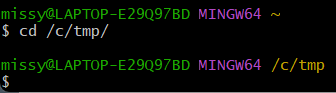 missy@LAPTOP-E29Q97BD MINGW64 ~
$ cd /c/tmp/
missy@LAPTOP-E29Q97BD MINGW64 /c/tmp
$